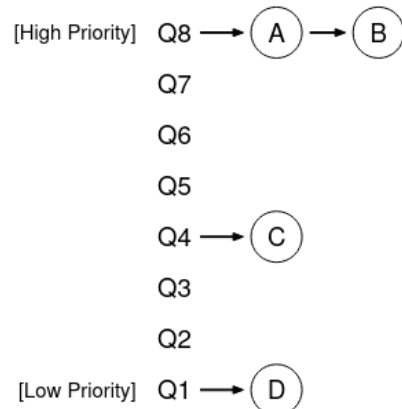 [High Priority] Q8 A B
Q7
Q6
Q5
Q4 C
Q3
Q2
[Low Priority] Q1 D